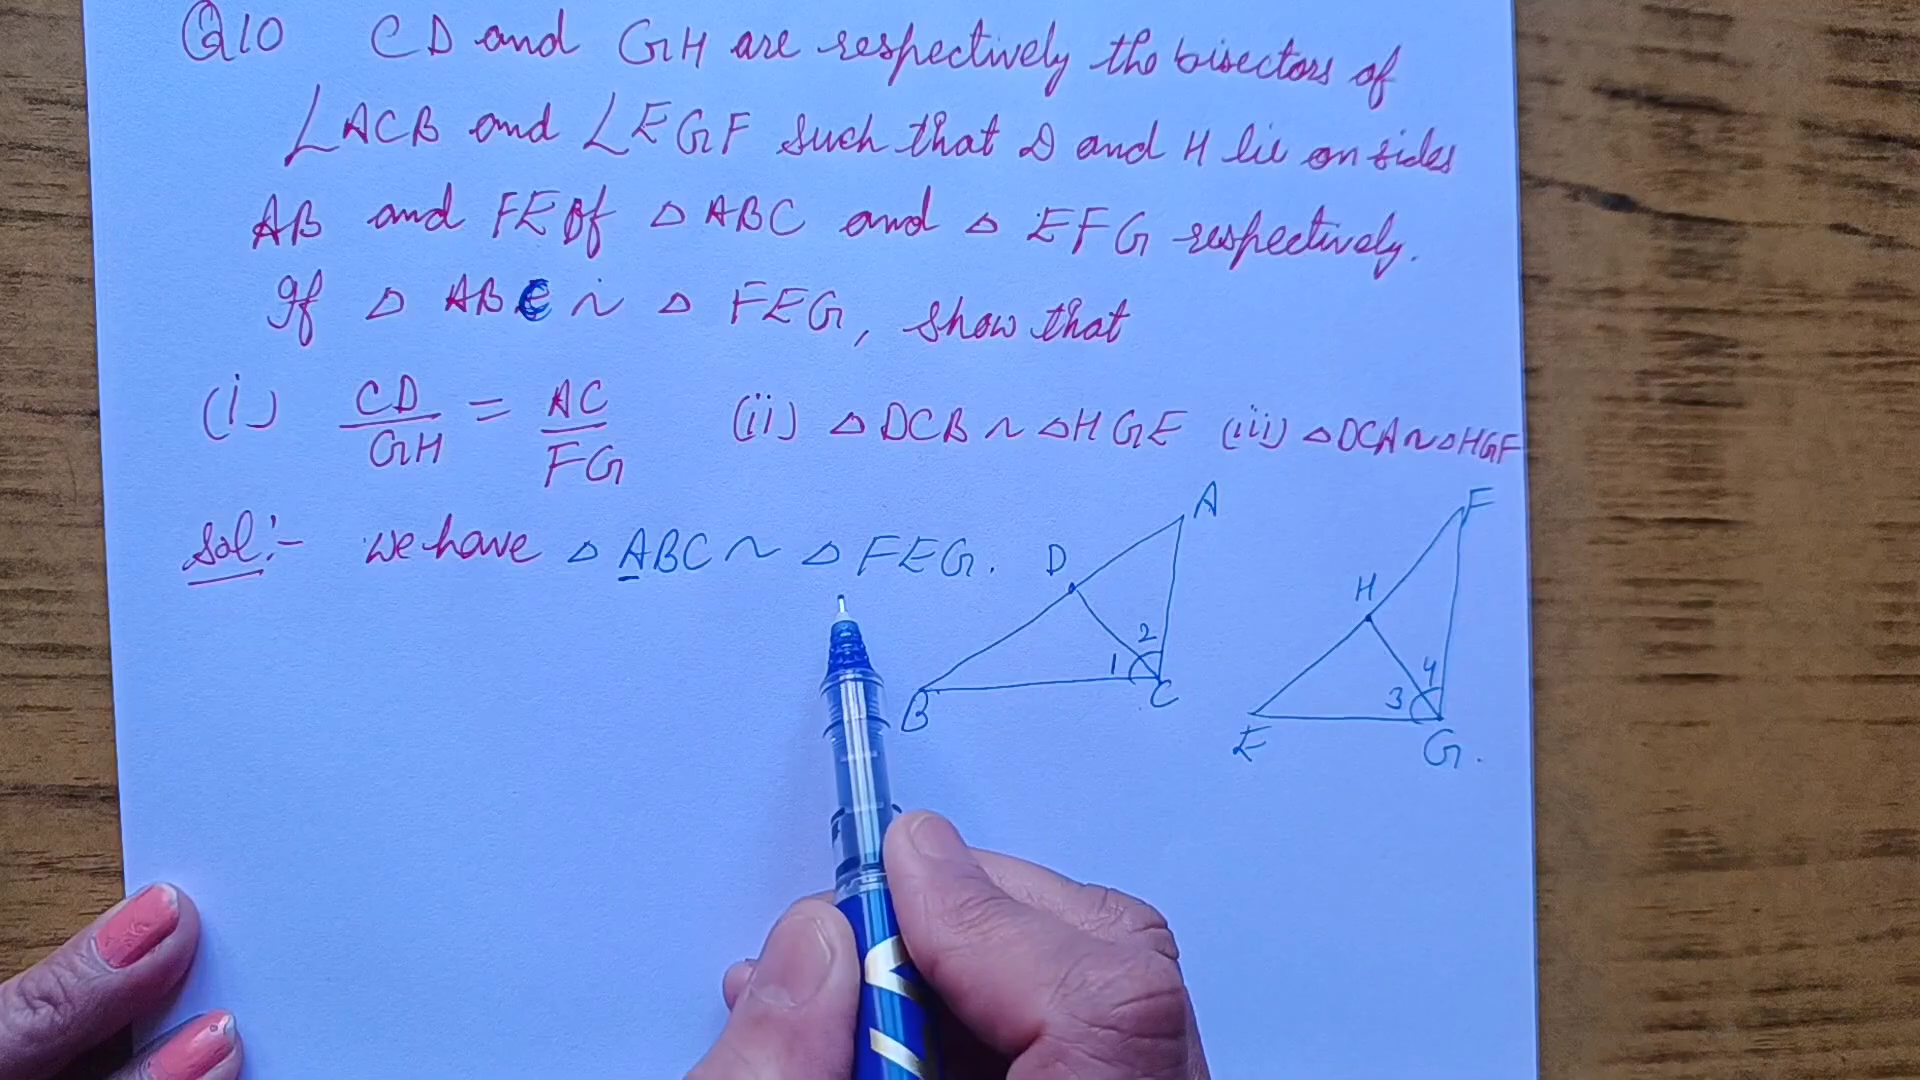 Q10 CD and GH are respectively the bisectors of
∠ACB and ∠EGF such that D and H lie on sides
AB and FE of △ ABC and △ EFG respectively.
If △ ABC ~ △ FEG, show that
(i) CD/GH = AC/FG (ii) △DCB ~ △HGE (iii) △DCA ~ △HGF
Sol:- We have △ABC ~ △FEG.
A F
D H
2 4
1 3
B C E G.